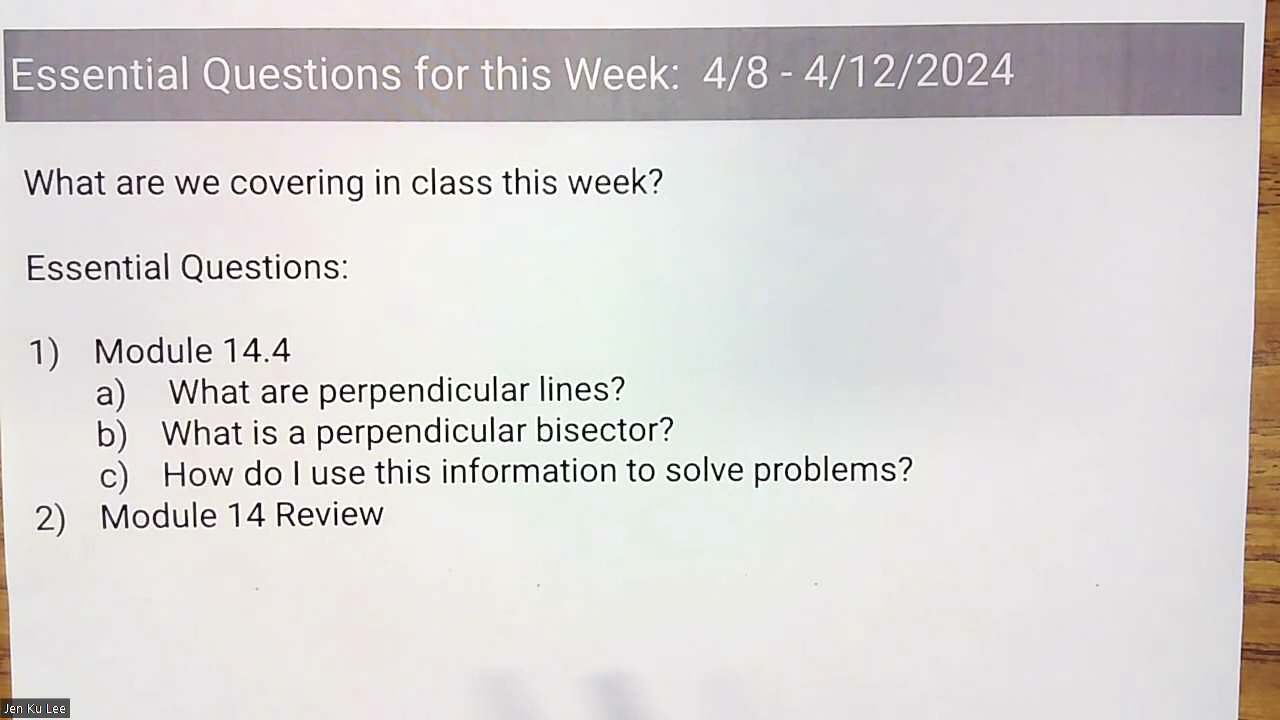 Essential Questions for this Week: 4/8 - 4/12/2024
What are we covering in class this week?
Essential Questions:
1) Module 14.4
a) What are perpendicular lines?
b) What is a perpendicular bisector?
c) How do I use this information to solve problems?
2) Module 14 Review
Jen Ku Lee